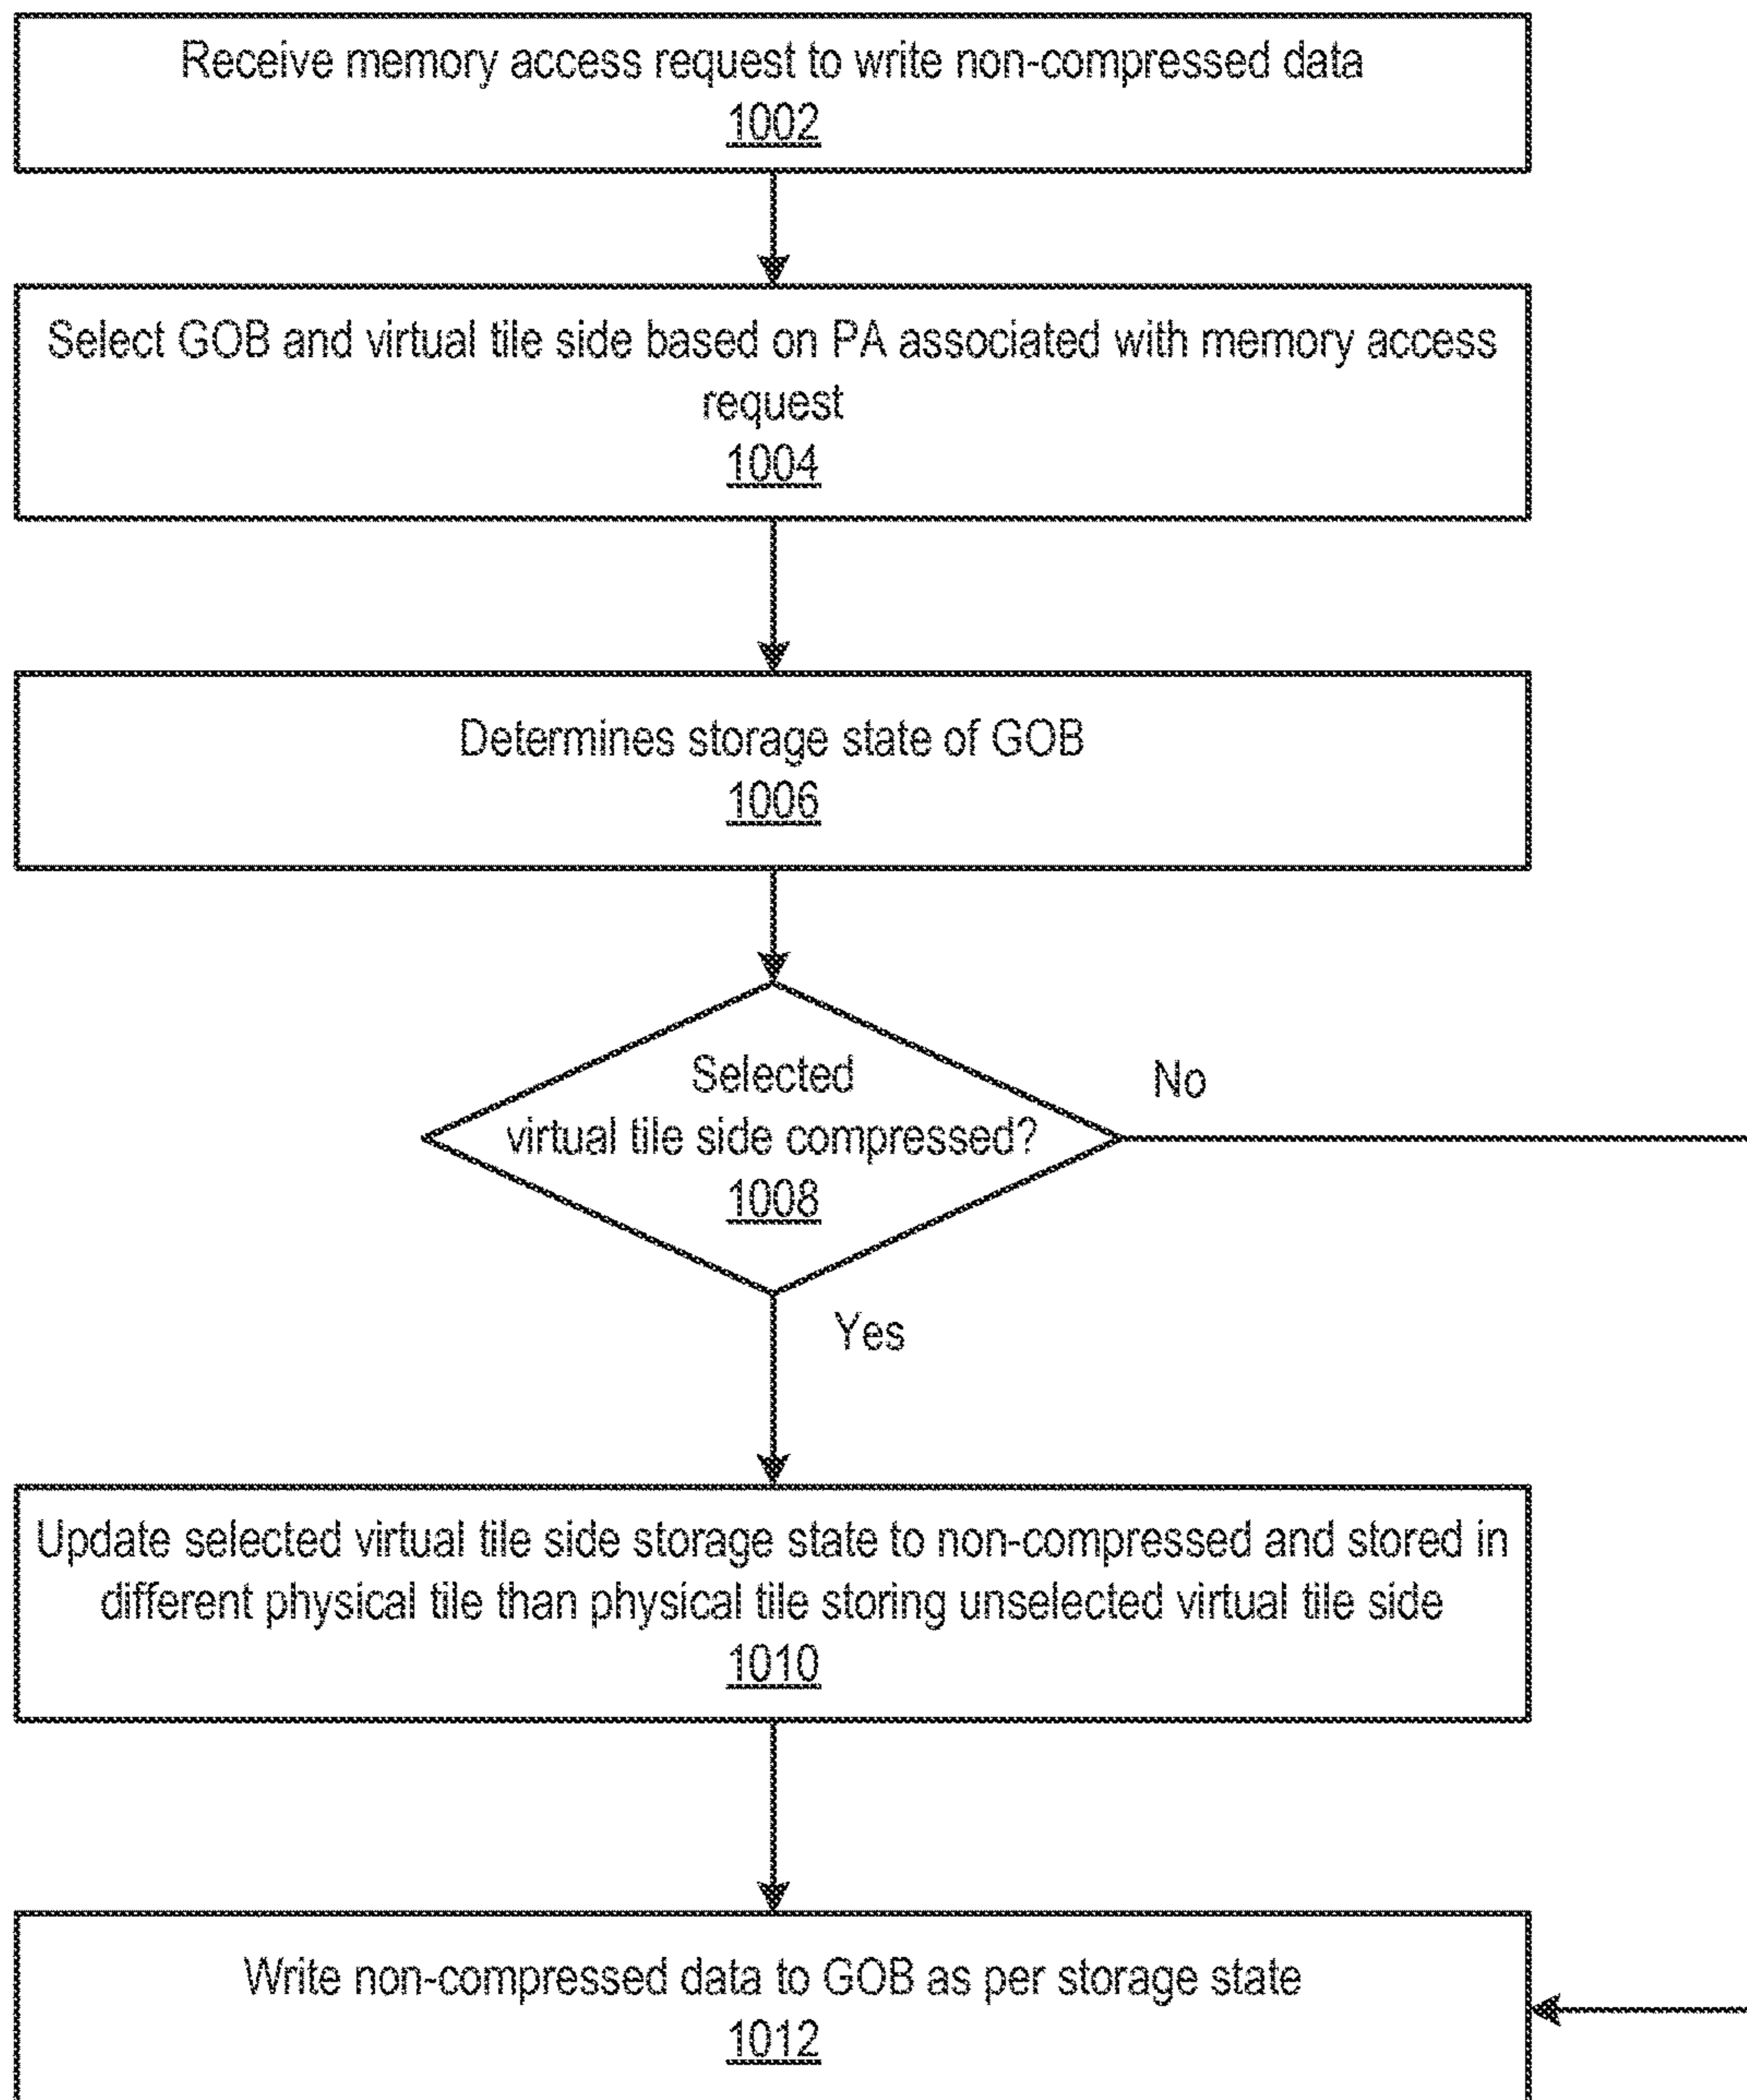 Receive memory access request to write non-compressed data
1002
Select GOB and virtual tile side based on PA associated with memory access
request
1004
Determines storage state of GOB
1006
Selected
virtual tile side compressed?
1008
No
Yes
Update selected virtual tile side storage state to non-compressed and stored in
different physical tile than physical tile storing unselected virtual tile side
1010
Write non-compressed data to GOB as per storage state
1012